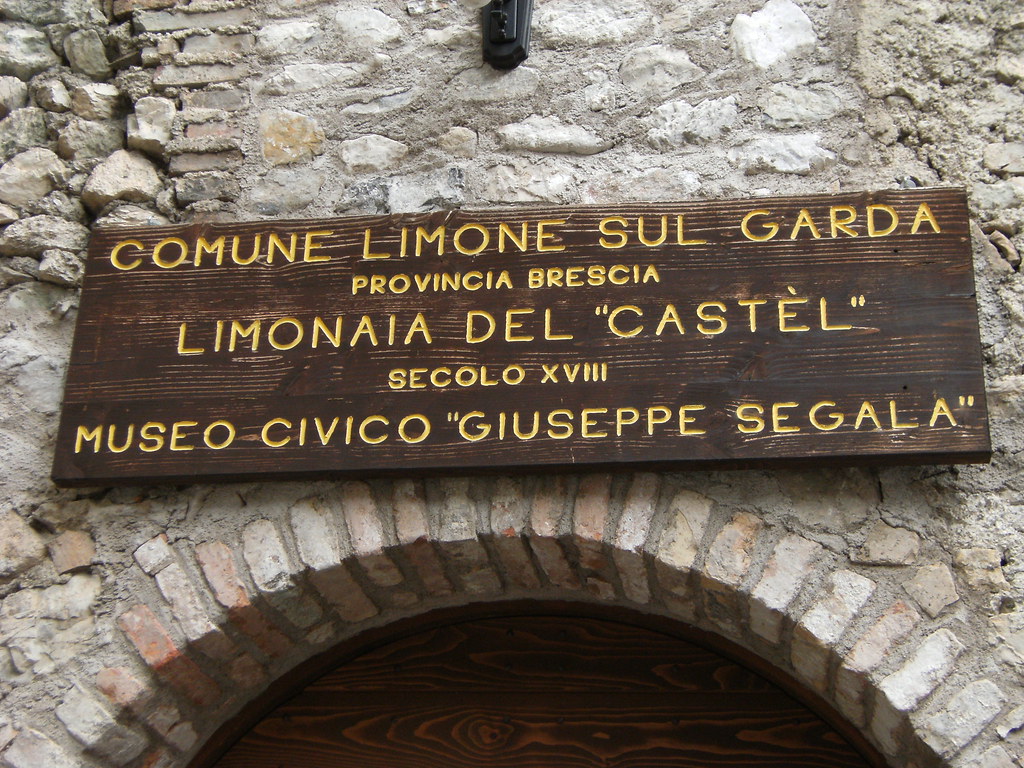 COMUNE LIMONE SUL GARDA
PROVINCIA BRESCIA
LIMONAIA DEL "CASTÈL"
SECOLO XVIII
MUSEO CIVICO "GIUSEPPE SEGALA"